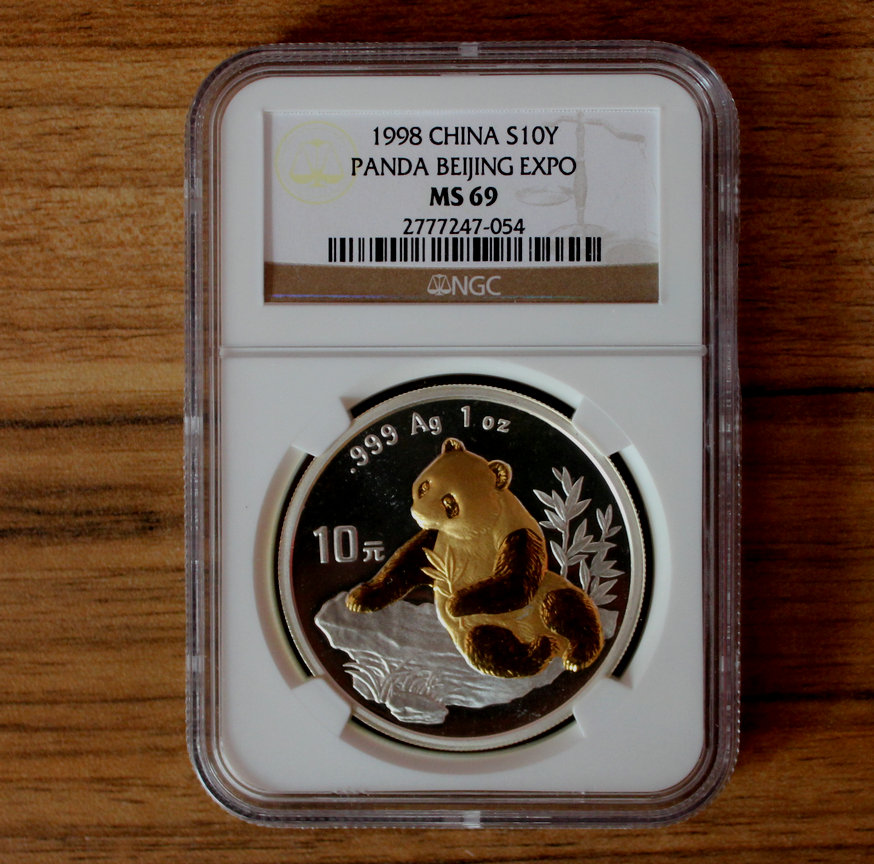 1998 CHINA S10Y
PANDA BEIJING EXPO
MS 69
2777247-054
NGC
.999 Ag 1 oz
10元